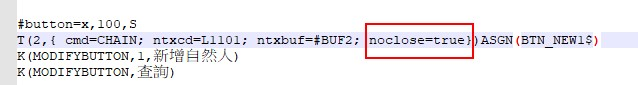 #button=x,100,S
T(2,{ cmd=CHAIN; ntxcd=L1101; ntxbuf=#BUF2; noclose=true})ASGN(BTN_NEW1$)
K(MODIFYBUTTON,1,新增自然人)
K(MODIFYBUTTON,查詢)